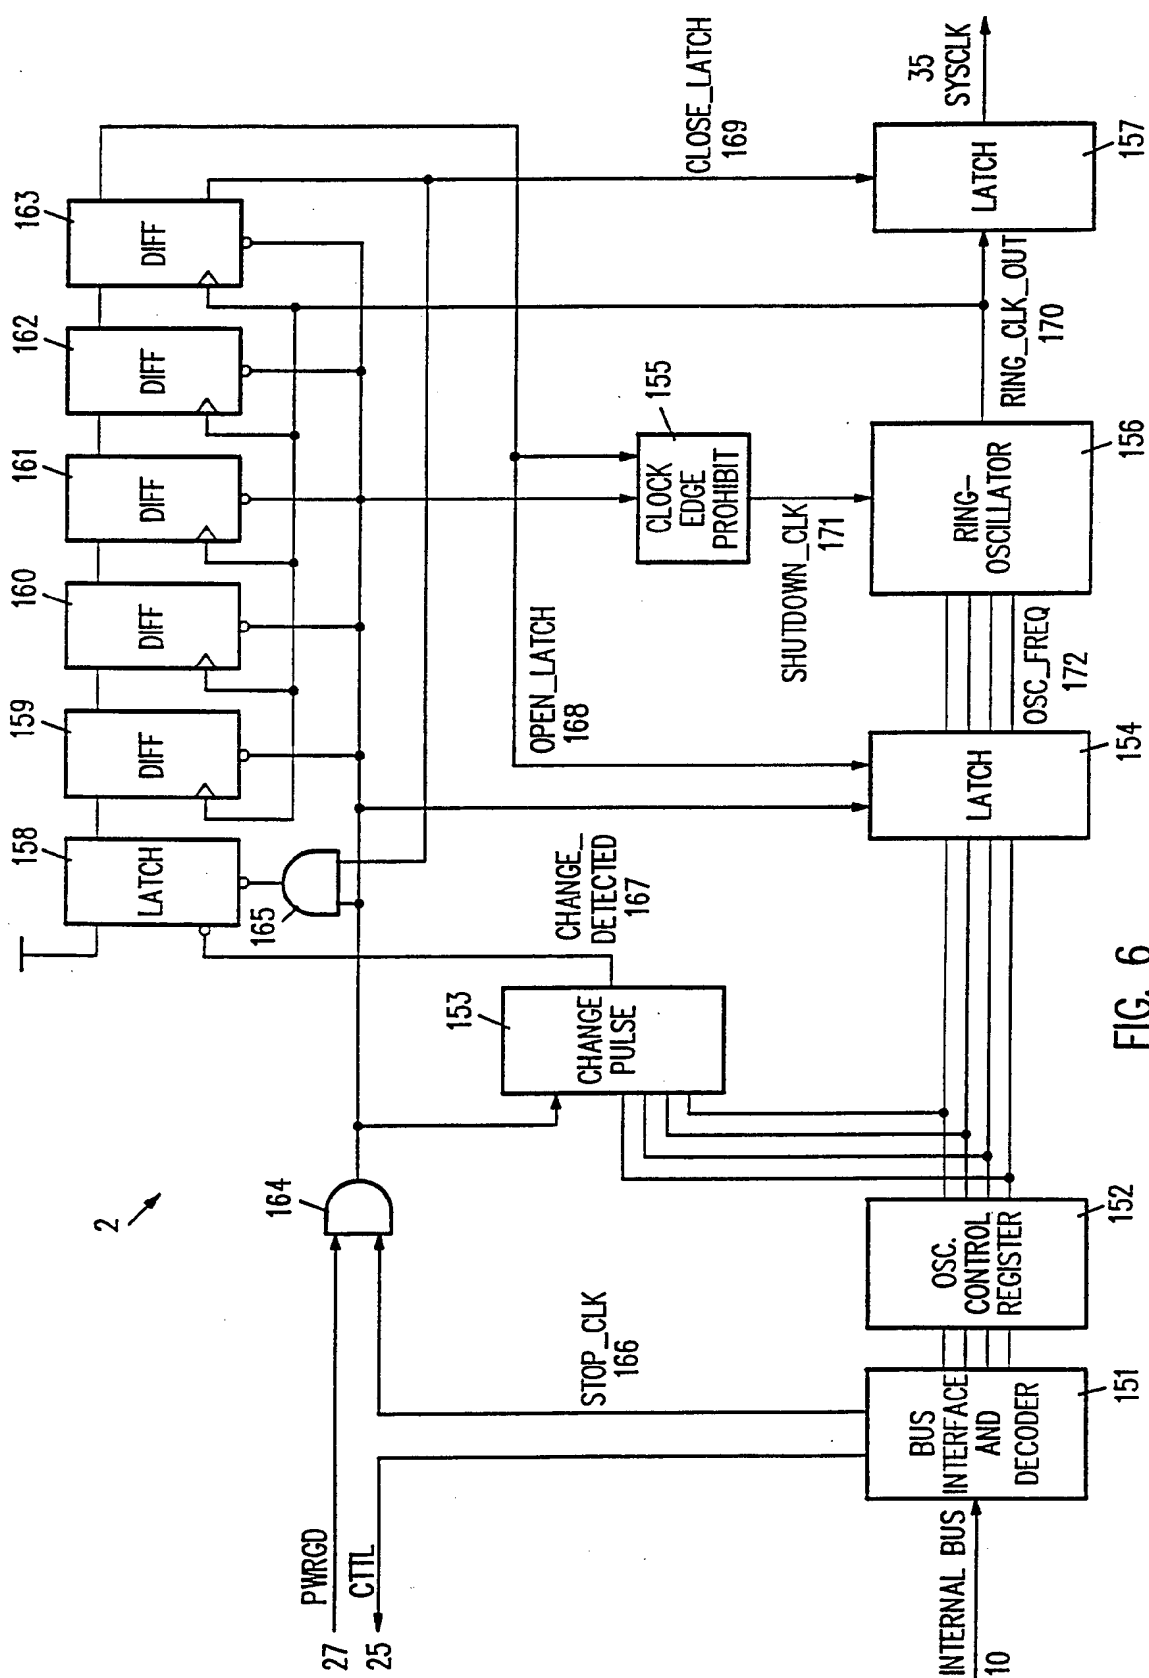 2
158
LATCH
159
DIFF
160
DIFF
161
DIFF
162
DIFF
163
DIFF
164
165
PWRGD
27
CTTL
25
STOP_CLK
166
153
CHANGE
PULSE
CHANGE_
DETECTED
167
OPEN_LATCH
168
155
CLOCK
EDGE
PROHIBIT
SHUTDOWN_CLK
171
CLOSE_LATCH
169
INTERNAL BUS
10
BUS
INTERFACE
AND
DECODER
151
OSC.
CONTROL
REGISTER
152
LATCH
154
OSC_FREQ
172
RING-
OSCILLATOR
156
RING_CLK_OUT
170
LATCH
157
35
SYSCLK
FIG. 6